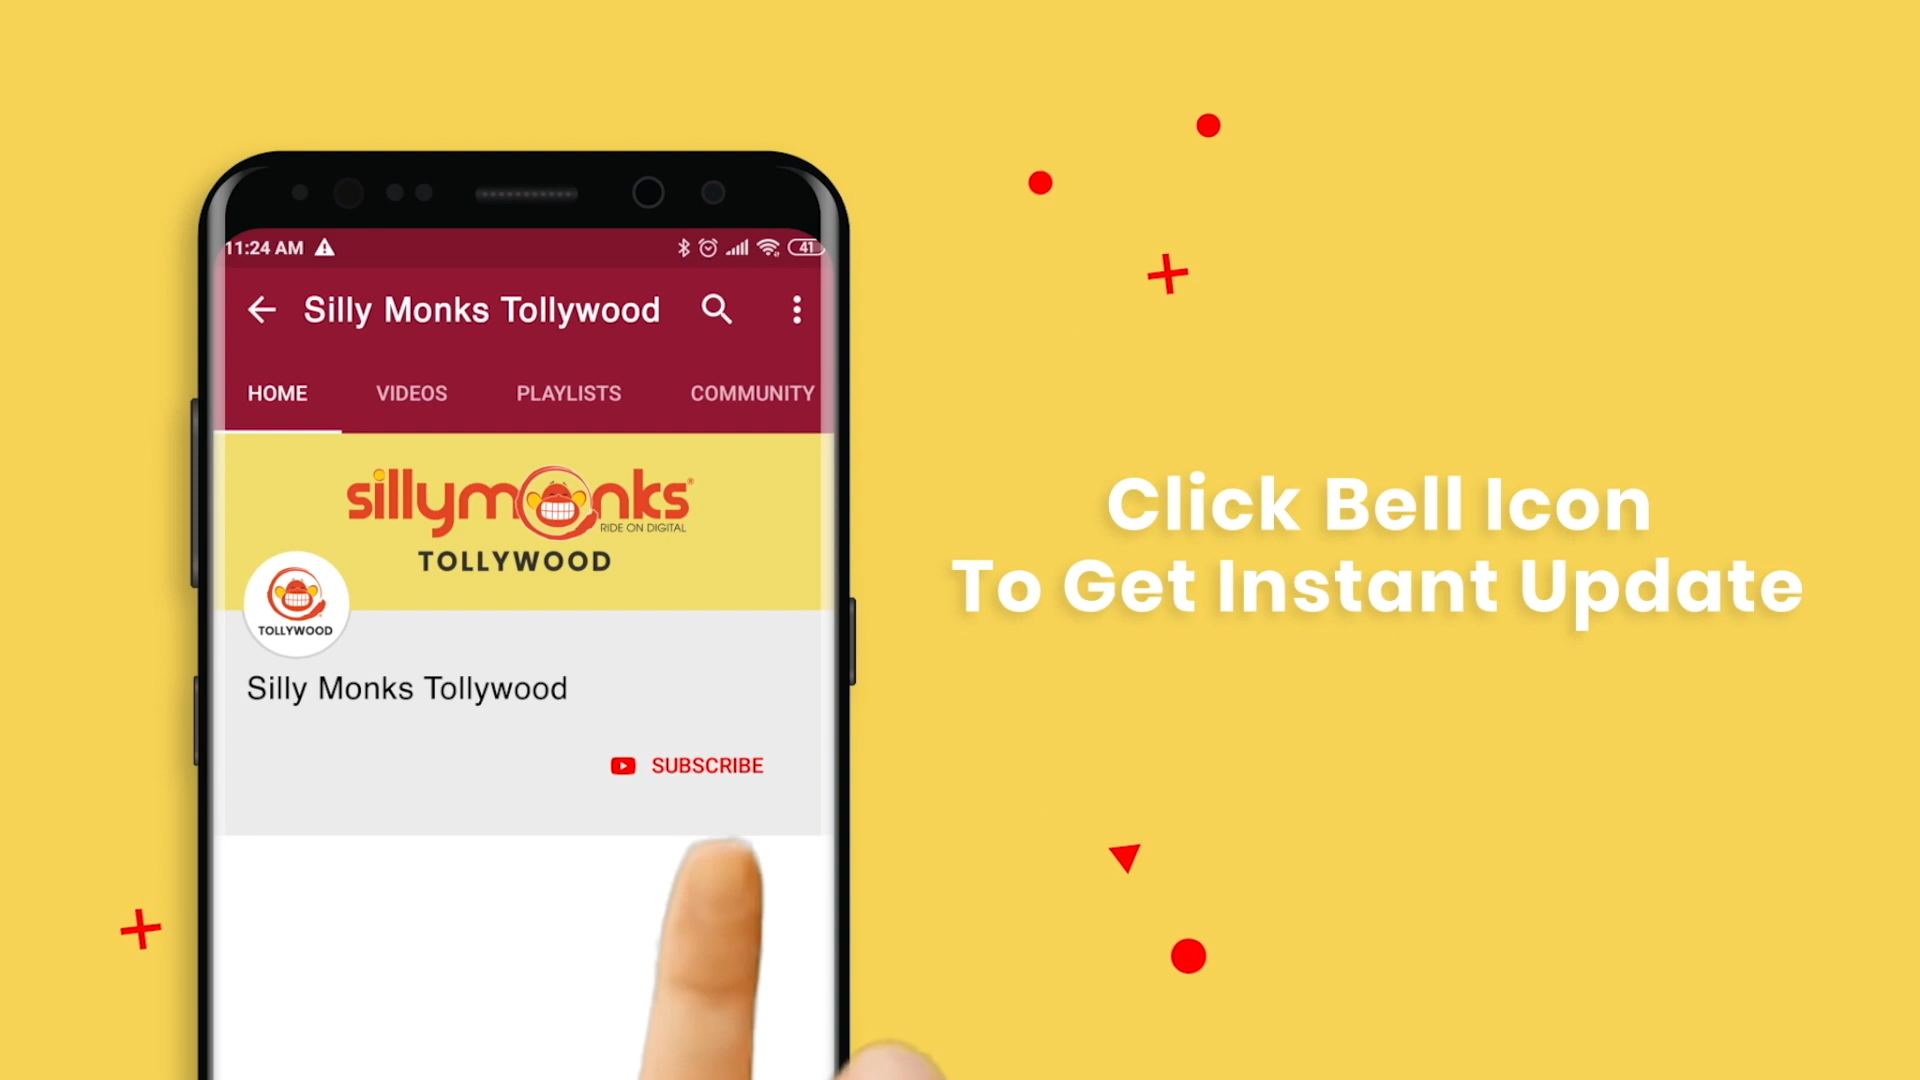 11:24 AM
41
Silly Monks Tollywood
HOME VIDEOS PLAYLISTS COMMUNITY
sillymonks®
RIDE ON DIGITAL
TOLLYWOOD
TOLLYWOOD
Silly Monks Tollywood
SUBSCRIBE
Click Bell Icon
To Get Instant Update